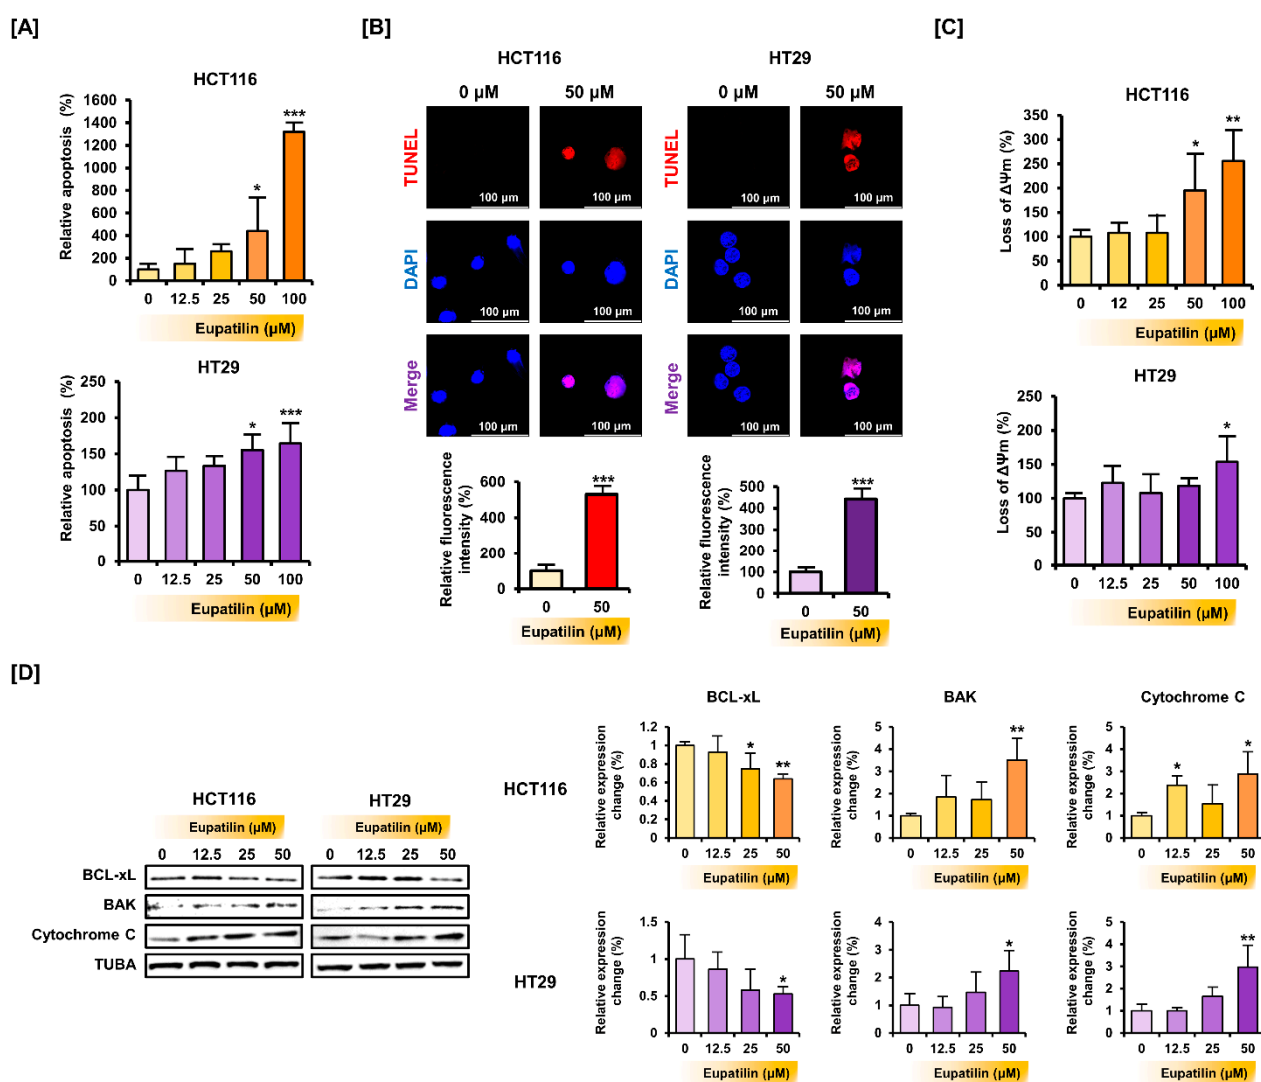 [A]
HCT116
Relative apoptosis (%)
1600
1400
1200
1000
800
600
400
200
0
*
***
0 12.5 25 50 100
Eupatilin (μM)
HT29
Relative apoptosis (%)
250
200
150
100
50
0
*
***
0 12.5 25 50 100
Eupatilin (μM)
[B]
HCT116
0 μM 50 μM
TUNEL
100 μm 100 μm
DAPI
100 μm 100 μm
Merge
100 μm 100 μm
Relative fluorescence
intensity (%)
600
400
200
0
***
0 50
Eupatilin (μM)
HT29
0 μM 50 μM
TUNEL
100 μm 100 μm
DAPI
100 μm 100 μm
Merge
100 μm 100 μm
Relative fluorescence
intensity (%)
500
400
300
200
100
0
***
0 50
Eupatilin (μM)
[C]
HCT116
Loss of ΔΨm (%)
350
300
250
200
150
100
50
0
*
**
0 12 25 50 100
Eupatilin (μM)
HT29
Loss of ΔΨm (%)
250
200
150
100
50
0
*
0 12.5 25 50 100
Eupatilin (μM)
[D]
HCT116 HT29
Eupatilin (μM) Eupatilin (μM)
0 12.5 25 50 0 12.5 25 50
BCL-xL
BAK
Cytochrome C
TUBA
HCT116
BCL-xL
Relative expression
change (%)
1.2
1
0.8
0.6
0.4
0.2
0
*
**
0 12.5 25 50
Eupatilin (μM)
BAK
Relative expression
change (%)
5
4
3
2
1
0
**
0 12.5 25 50
Eupatilin (μM)
Cytochrome C
Relative expression
change (%)
5
4
3
2
1
0
*
*
0 12.5 25 50
Eupatilin (μM)
HT29
Relative expression
change (%)
1.5
1
0.5
0
*
0 12.5 25 50
Eupatilin (μM)
Relative expression
change (%)
4
3
2
1
0
*
0 12.5 25 50
Eupatilin (μM)
Relative expression
change (%)
5
4
3
2
1
0
**
0 12.5 25 50
Eupatilin (μM)